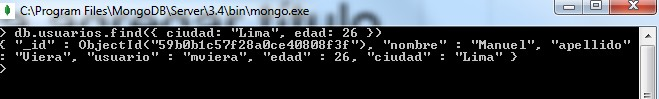 C:\Program Files\MongoDB\Server\3.4\bin\mongo.exe
> db.usuarios.find({ ciudad: "Lima", edad: 26 })
{ "_id" : ObjectId("59b0b1c57f28a0ce40808f3f"), "nombre" : "Manuel", "apellido"
: "Viera", "usuario" : "mviera", "edad" : 26, "ciudad" : "Lima" }
>